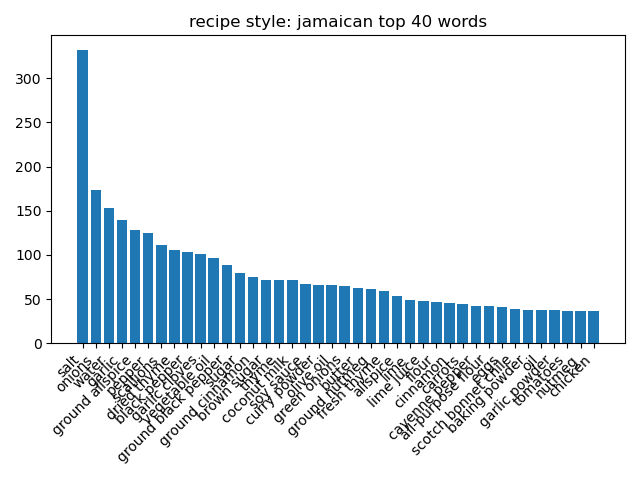 recipe style: jamaican top 40 words
300
250
200
150
100
50
0
salt
onions
water
garlic
ground allspice
pepper
scallions
dried thyme
black pepper
garlic cloves
vegetable oil
ground black pepper
sugar
ground cinnamon
brown sugar
thyme
coconut milk
soy sauce
curry powder
olive oil
green onions
butter
ground nutmeg
fresh thyme
allspice
lime
lime juice
flour
cinnamon
carrots
cayenne pepper
all-purpose flour
eggs
scotch bonnet chile
baking powder
oil
garlic powder
tomatoes
nutmeg
chicken